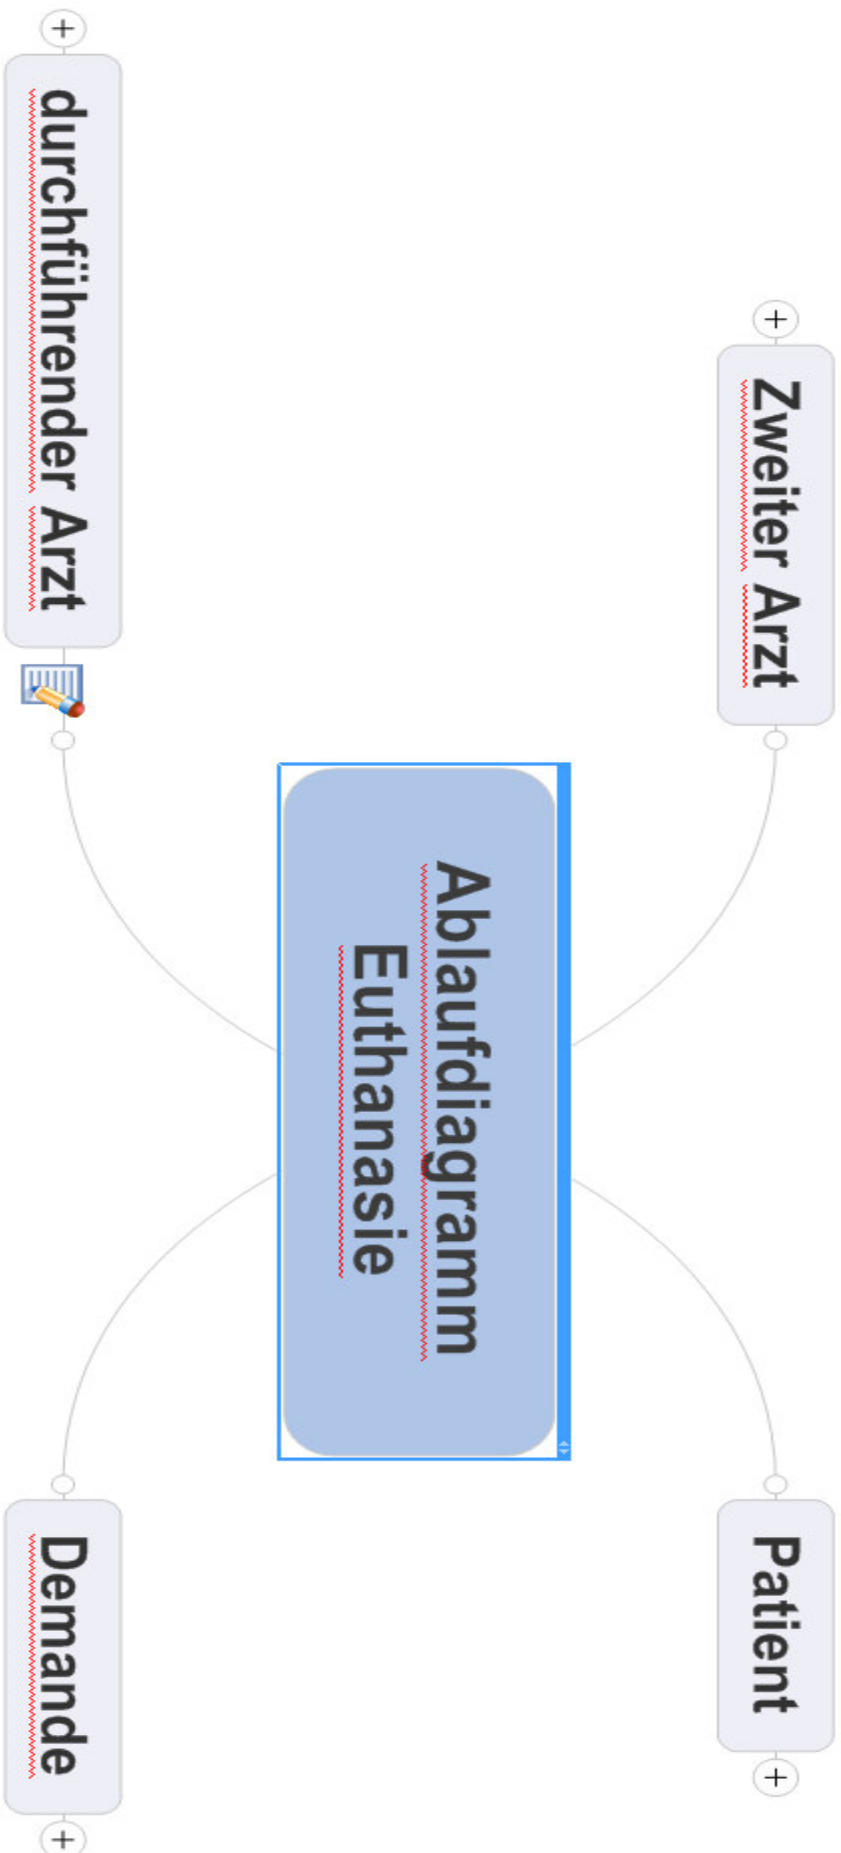 Zweiter Arzt
Patient
Ablaufdiagramm
Euthanasie
durchführender Arzt
Demande